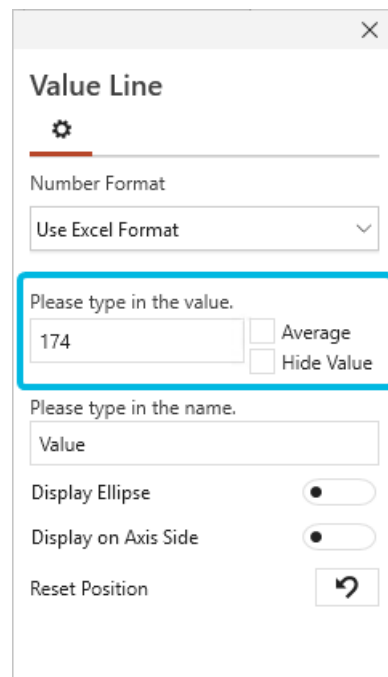 Value Line
Number Format
Use Excel Format
Please type in the value.
174
Average
Hide Value
Please type in the name.
Value
Display Ellipse
Display on Axis Side
Reset Position